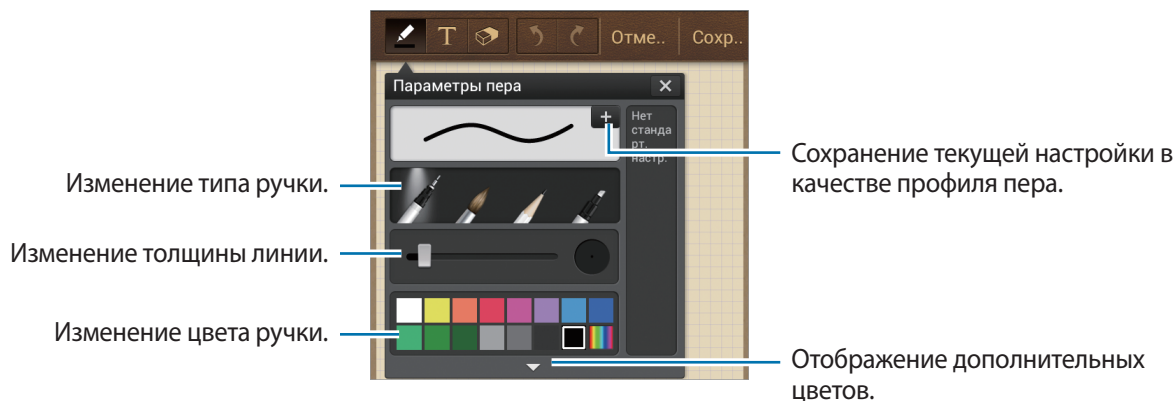 T Отме.. Сохр..
Параметры пера
Нет
станда
рт.
настр.
Сохранение текущей настройки в
качестве профиля пера.
Изменение типа ручки.
Изменение толщины линии.
Изменение цвета ручки.
Отображение дополнительных
цветов.